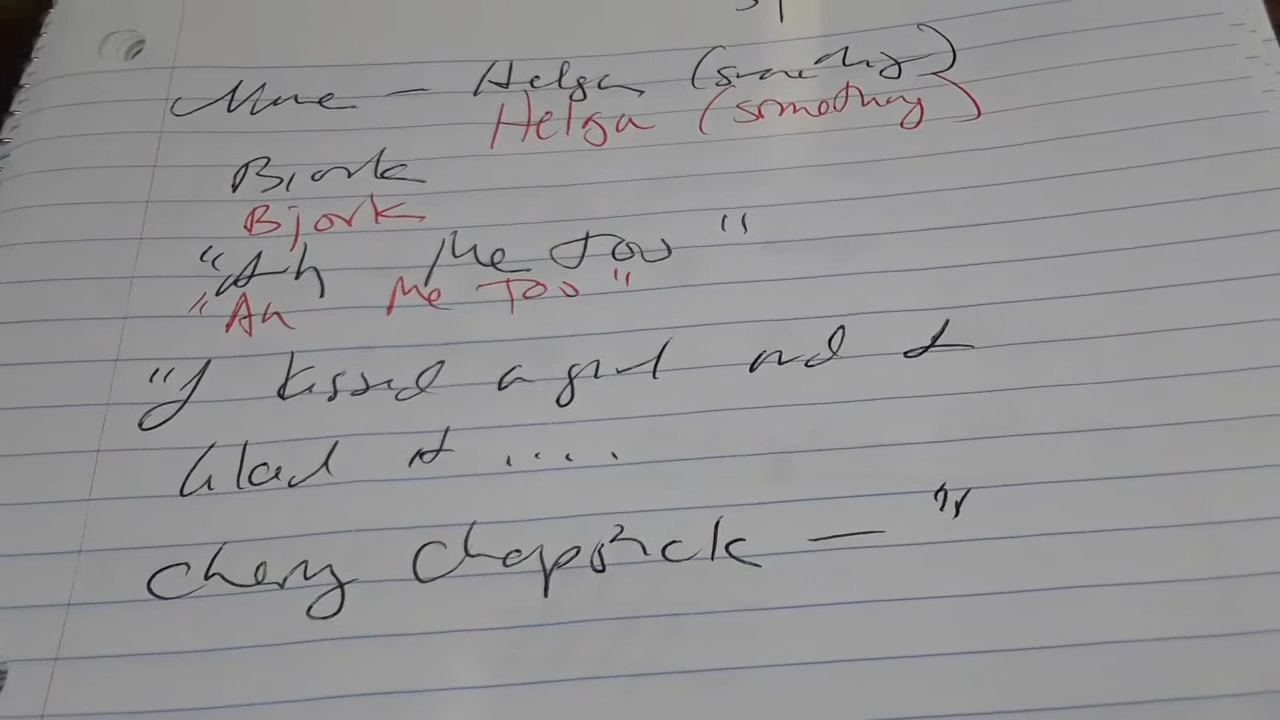 Helga (something)
Helga (something)
Bjork
Bjork
"Ah Me Too"
"Ah Me Too"
"I kissed a girl and I
liked it ....
cherry chapstick — "